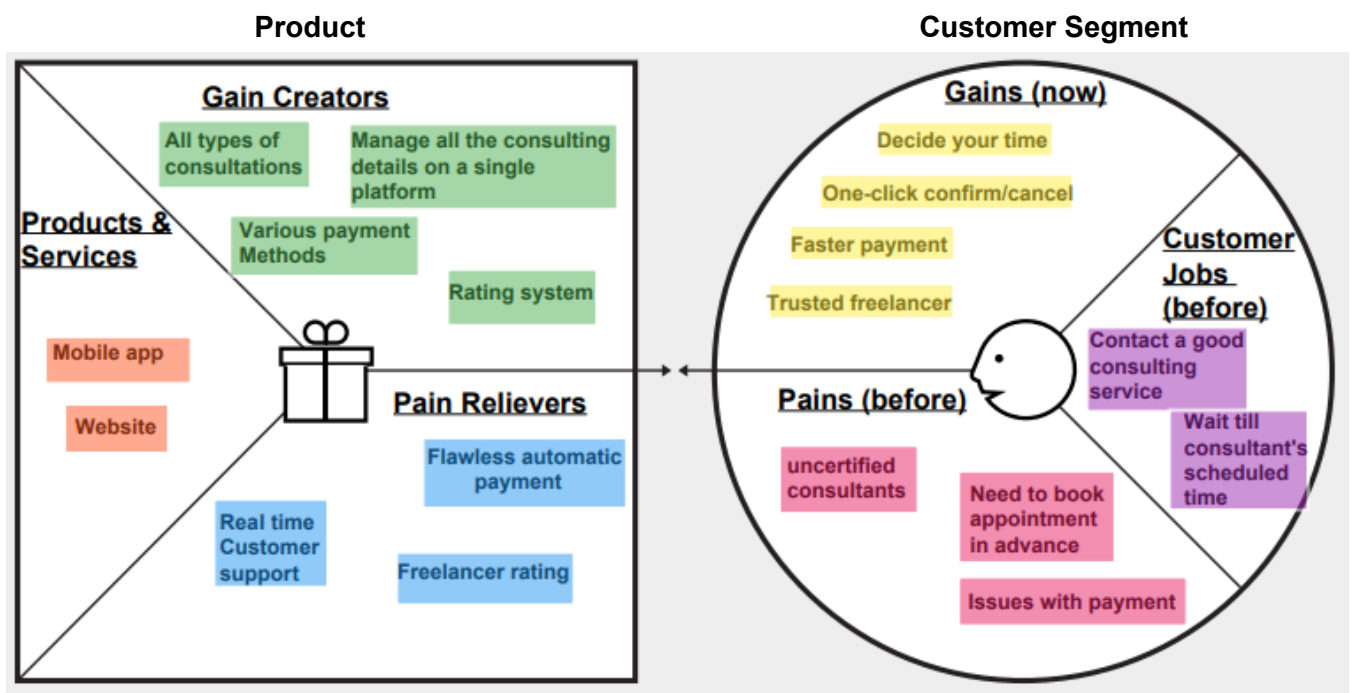 Product
Gain Creators
All types of
consultations
Manage all the consulting
details on a single
platform
Various payment
Methods
Rating system
Products &
Services
Mobile app
Website
Pain Relievers
Flawless automatic
payment
Real time
Customer
support
Freelancer rating
Customer Segment
Gains (now)
Decide your time
One-click confirm/cancel
Faster payment
Trusted freelancer
Customer
Jobs
(before)
Contact a good
consulting
service
Wait till
consultant's
scheduled
time
Pains (before)
uncertified
consultants
Need to book
appointment
in advance
Issues with payment